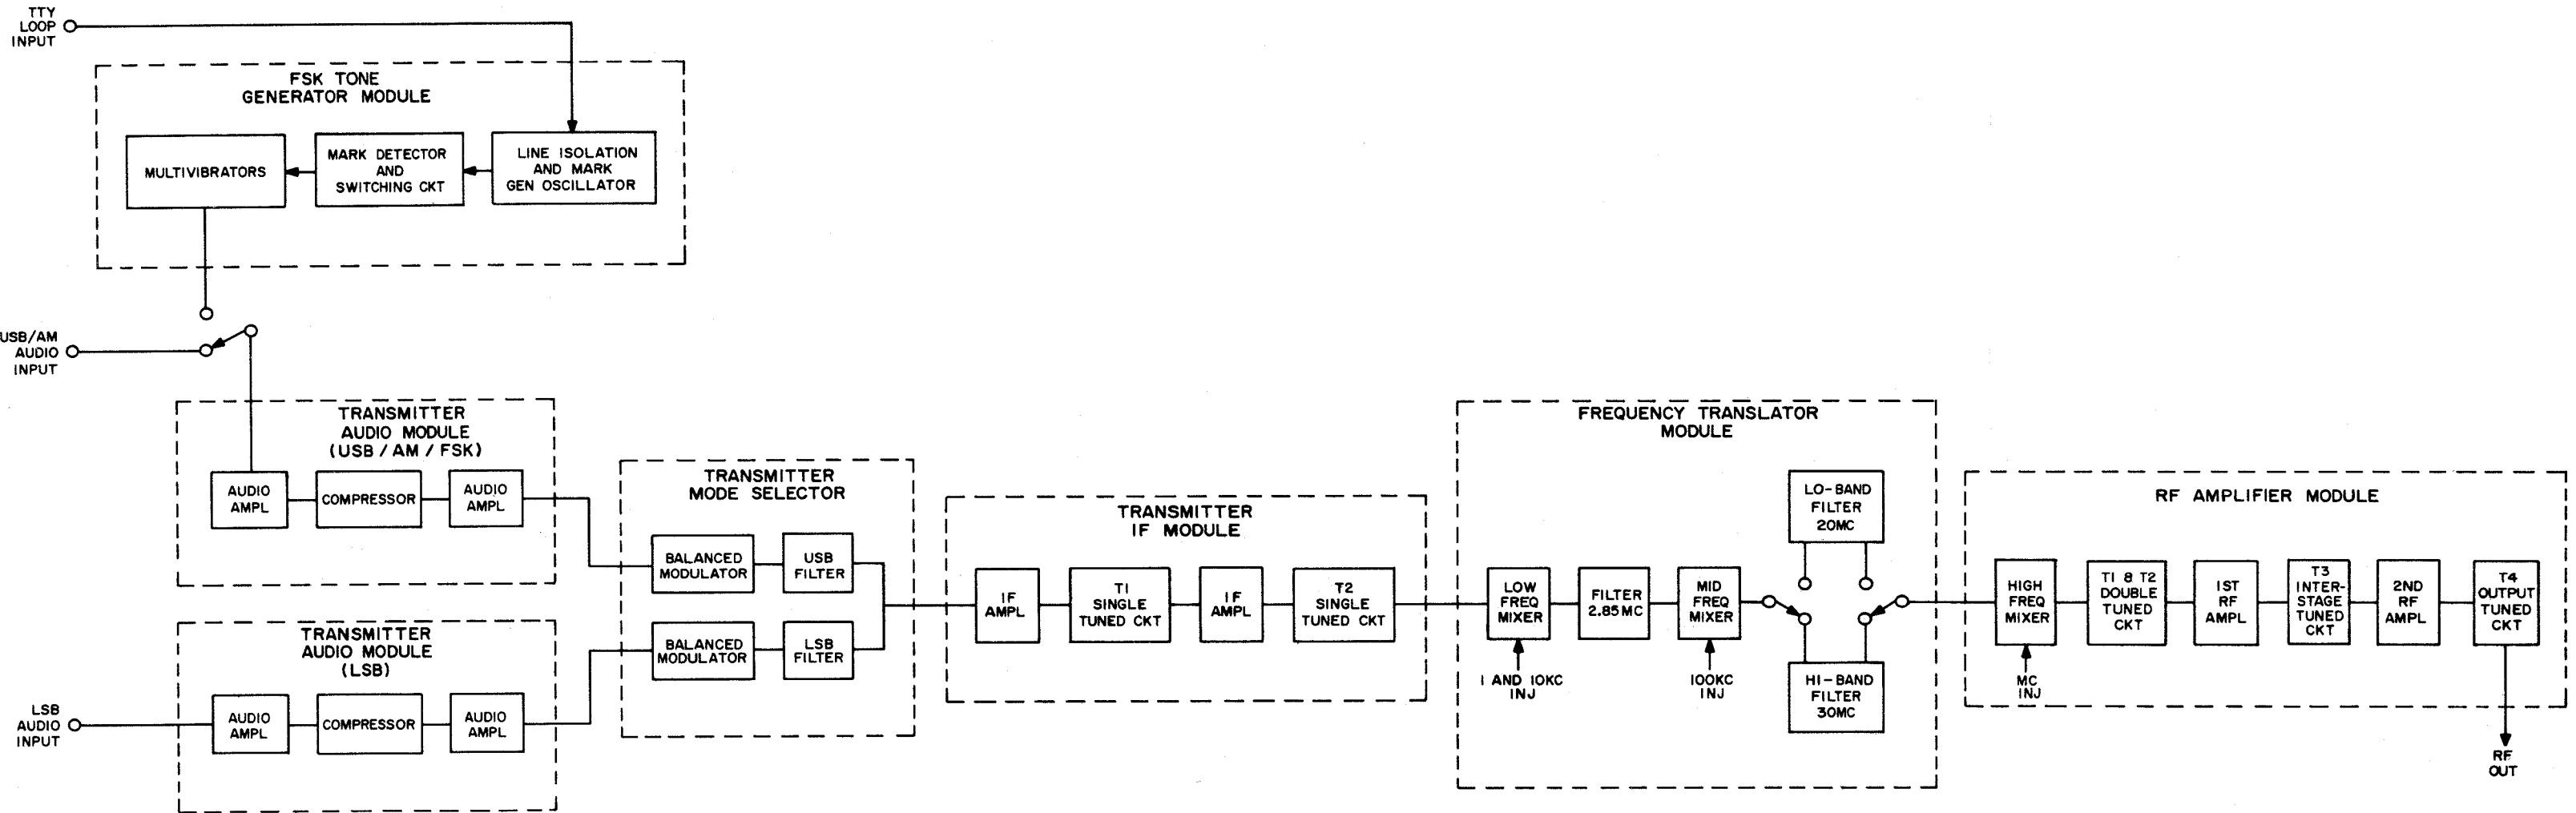 TTY
LOOP
INPUT
FSK TONE
GENERATOR MODULE
MULTIVIBRATORS
MARK DETECTOR
AND
SWITCHING CKT
LINE ISOLATION
AND MARK
GEN OSCILLATOR
USB/AM
AUDIO
INPUT
TRANSMITTER
AUDIO MODULE
(USB / AM / FSK)
AUDIO
AMPL
COMPRESSOR
AUDIO
AMPL
TRANSMITTER
AUDIO MODULE
(LSB)
LSB
AUDIO
INPUT
AUDIO
AMPL
COMPRESSOR
AUDIO
AMPL
TRANSMITTER
MODE SELECTOR
BALANCED
MODULATOR
USB
FILTER
BALANCED
MODULATOR
LSB
FILTER
TRANSMITTER
IF MODULE
IF
AMPL
T1
SINGLE
TUNED CKT
IF
AMPL
T2
SINGLE
TUNED CKT
FREQUENCY TRANSLATOR
MODULE
LOW
FREQ
MIXER
1 AND 10KC
INJ
FILTER
2.85MC
MID
FREQ
MIXER
100KC
INJ
LO-BAND
FILTER
20MC
HI-BAND
FILTER
30MC
RF AMPLIFIER MODULE
HIGH
FREQ
MIXER
MC
INJ
T1 & T2
DOUBLE
TUNED
CKT
1ST
RF
AMPL
T3
INTER-
STAGE
TUNED
CKT
2ND
RF
AMPL
T4
OUTPUT
TUNED
CKT
RF
OUT